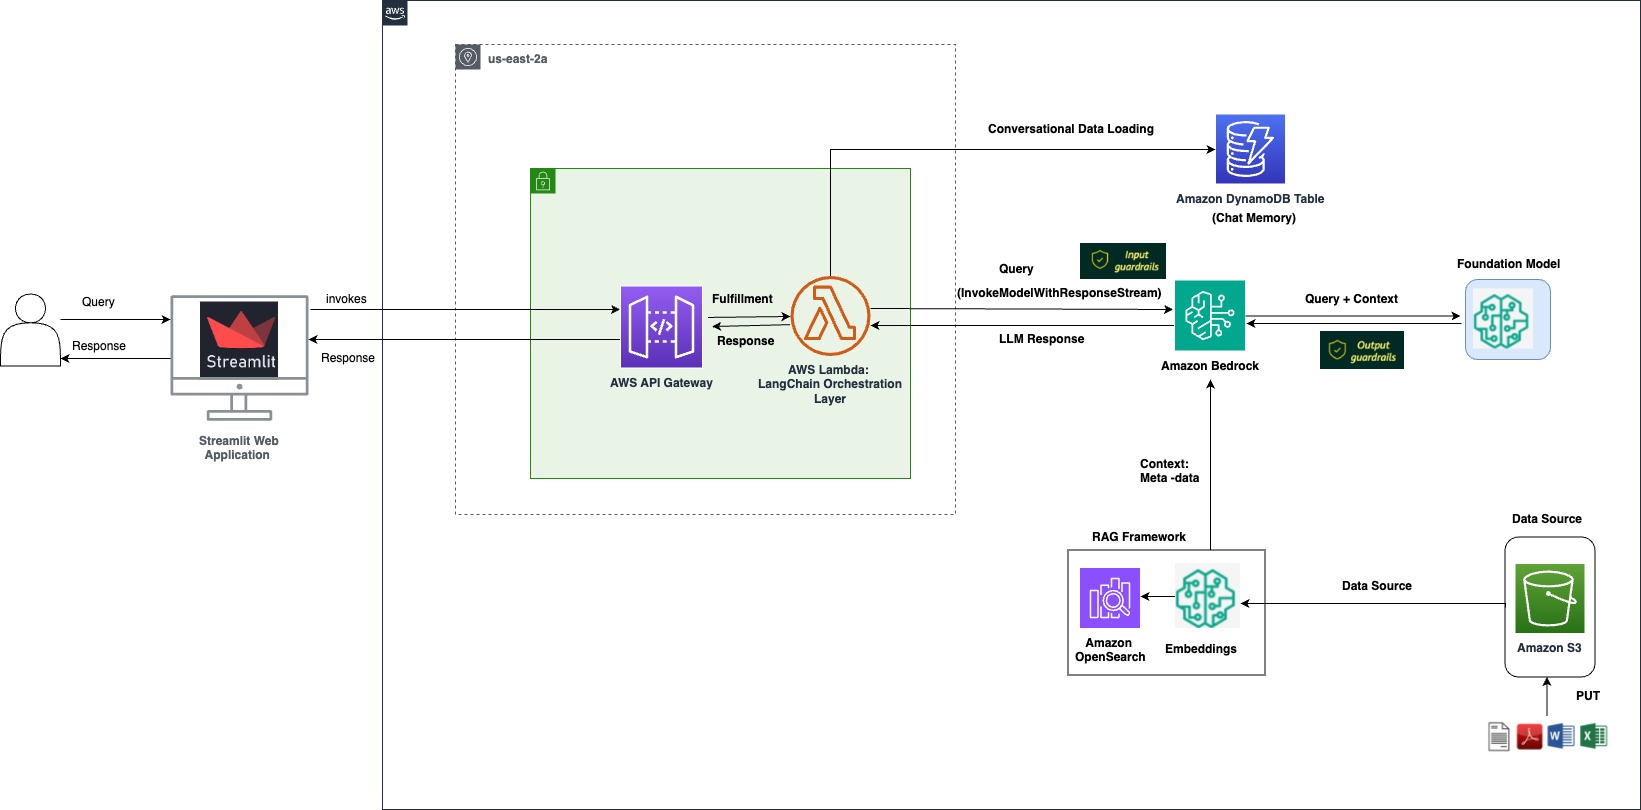 aws
us-east-2a
Conversational Data Loading
Amazon DynamoDB Table
(Chat Memory)
Input
guardrails
Query
(InvokeModelWithResponseStream)
Foundation Model
Query
invokes
Fulfillment
Query + Context
Response
Response
Response
LLM Response
Output
guardrails
Streamlit
AWS API Gateway
AWS Lambda:
LangChain Orchestration
Layer
Amazon Bedrock
Streamlit Web
Application
Context:
Meta -data
RAG Framework
Data Source
Data Source
Amazon
OpenSearch
Embeddings
Amazon S3
PUT
W
X